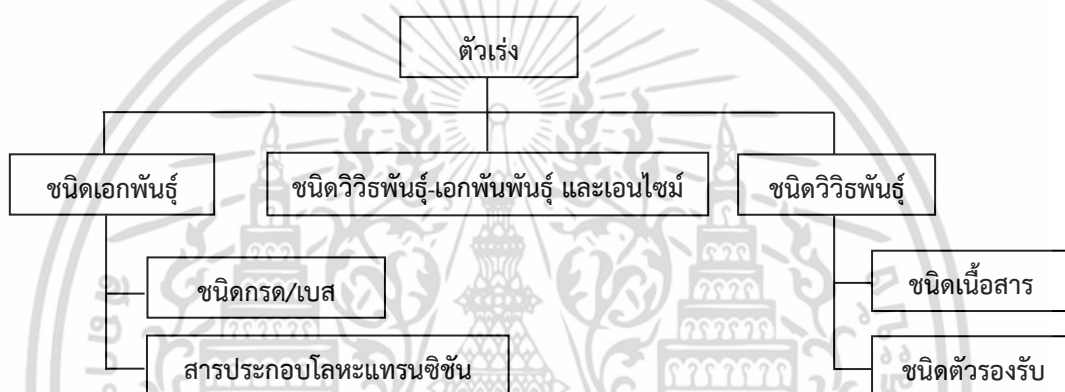 ตัวเร่ง
ชนิดเอกพันธุ์
ชนิดวิวิธพันธุ์-เอกพันพันธุ์ และเอนไซม์
ชนิดวิวิธพันธุ์
ชนิดกรด/เบส
ชนิดเนื้อสาร
สารประกอบโลหะแทรนซิชัน
ชนิดตัวรองรับ